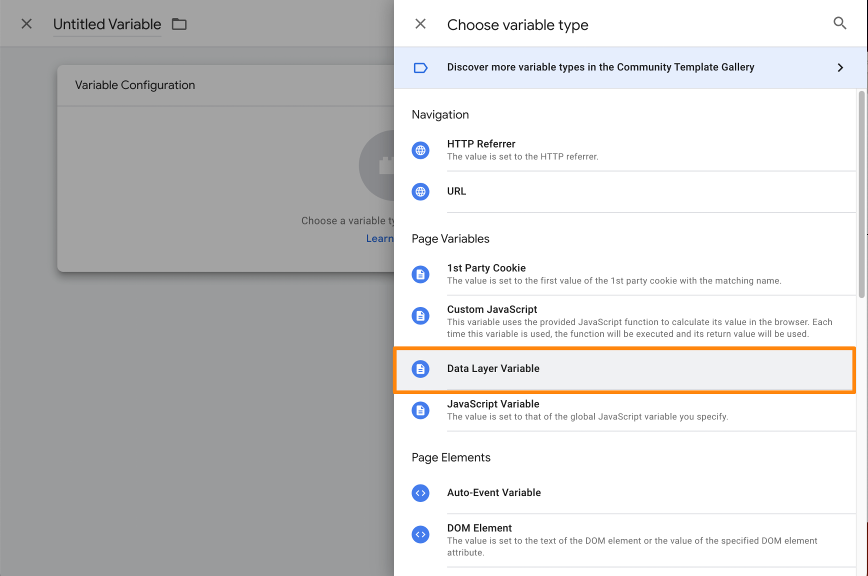 Untitled Variable
Variable Configuration
Choose a variable ty
Learn
Choose variable type
Discover more variable types in the Community Template Gallery
Navigation
HTTP Referrer
The value is set to the HTTP referrer.
URL
Page Variables
1st Party Cookie
The value is set to the first value of the 1st party cookie with the matching name.
Custom JavaScript
This variable uses the provided JavaScript function to calculate its value in the browser. Each
time this variable is used, the function will be executed and its return value will be used.
Data Layer Variable
JavaScript Variable
The value is set to that of the global JavaScript variable you specify.
Page Elements
Auto-Event Variable
DOM Element
The value is set to the text of the DOM element or the value of the specified DOM element
attribute.